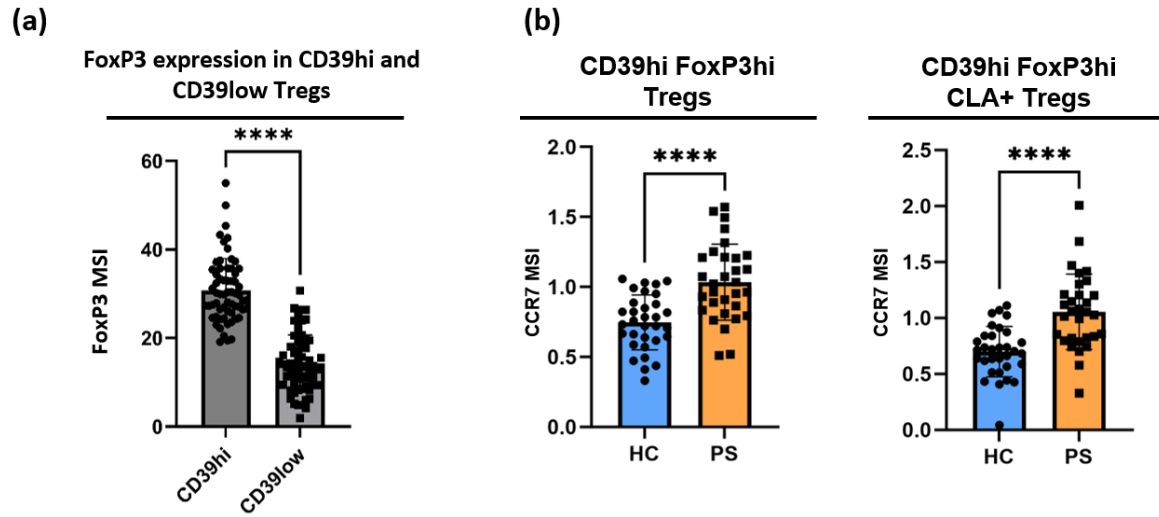 (a)
FoxP3 expression in CD39hi and
CD39low Tregs
****
FoxP3 MSI
60
40
20
0
CD39hi
CD39low
(b)
CD39hi FoxP3hi
Tregs
****
CCR7 MSI
2.0
1.5
1.0
0.5
0.0
HC
PS
CD39hi FoxP3hi
CLA+ Tregs
****
CCR7 MSI
2.5
2.0
1.5
1.0
0.5
0.0
HC
PS